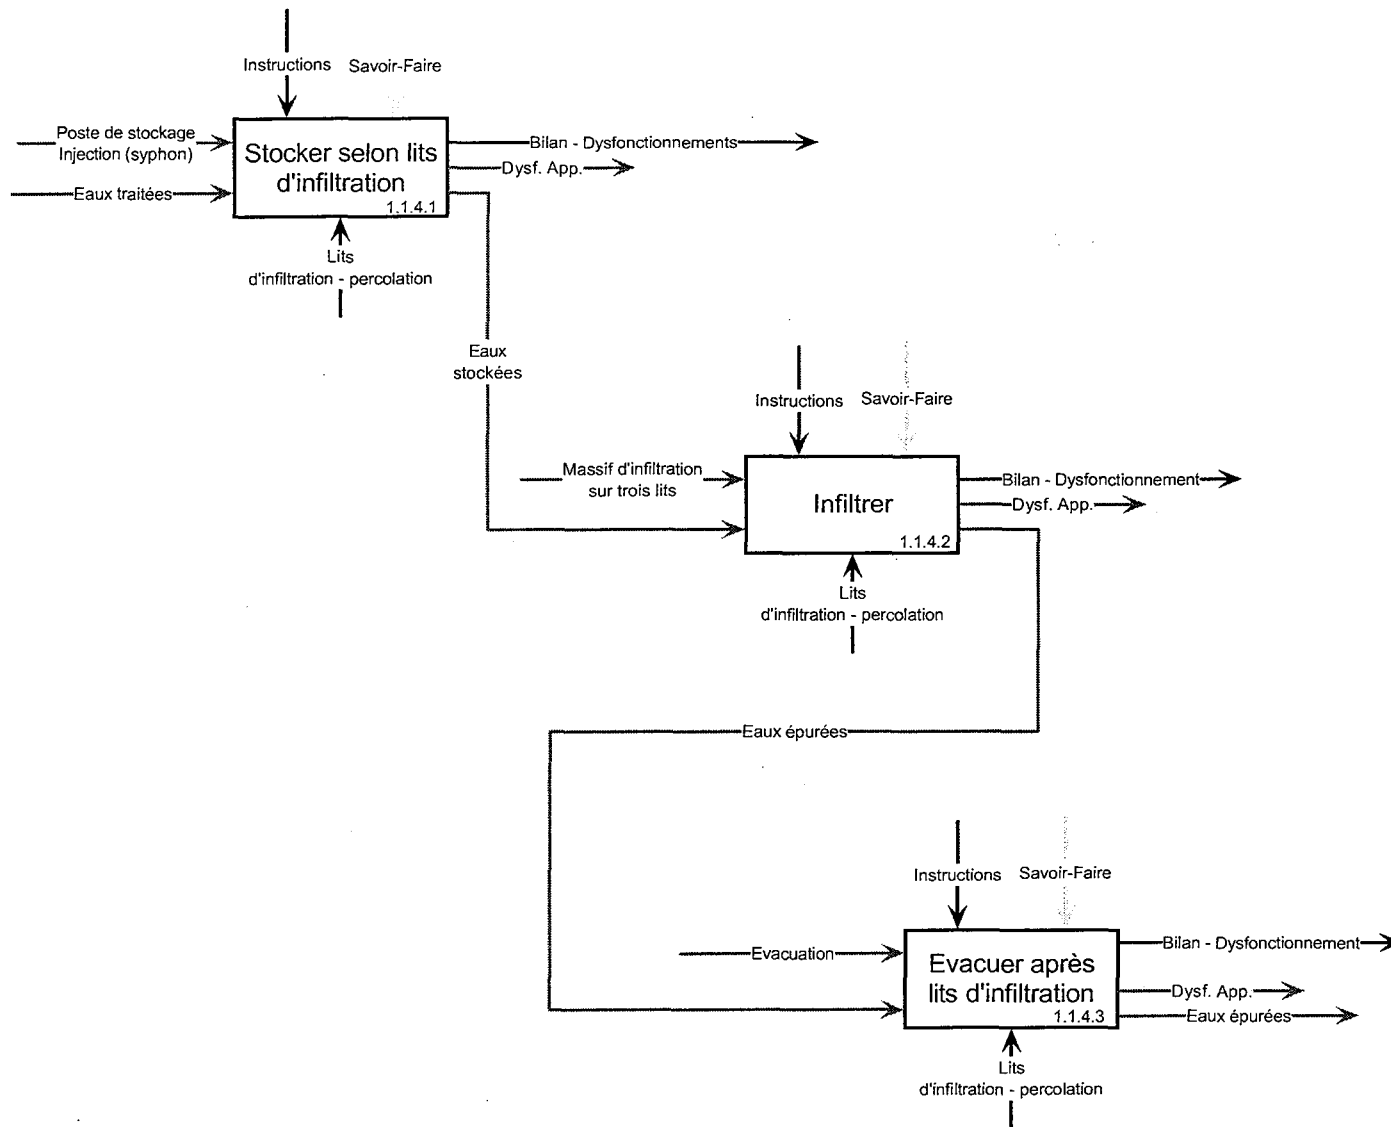 Instructions
Savoir-Faire
Poste de stockage
Injection (syphon)
Eaux traitées
Stocker selon lits
d'infiltration
1.1.4.1
Bilan - Dysfonctionnements
Dysf. App.
Lits
d'infiltration - percolation
Eaux
stockées
Instructions
Savoir-Faire
Massif d'infiltration
sur trois lits
Infiltrer
1.1.4.2
Bilan - Dysfonctionnement
Dysf. App.
Lits
d'infiltration - percolation
Eaux épurées
Instructions
Savoir-Faire
Evacuation
Evacuer après
lits d'infiltration
1.1.4.3
Bilan - Dysfonctionnement
Dysf. App.
Eaux épurées
Lits
d'infiltration - percolation